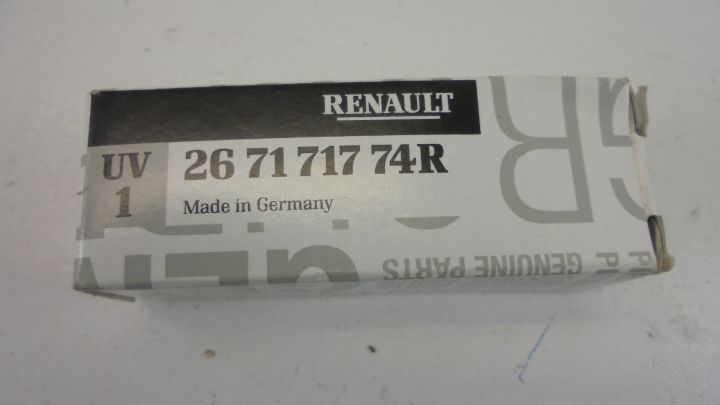 RENAULT
UV 26 71 717 74R
1 Made in Germany
GENUINE PARTS